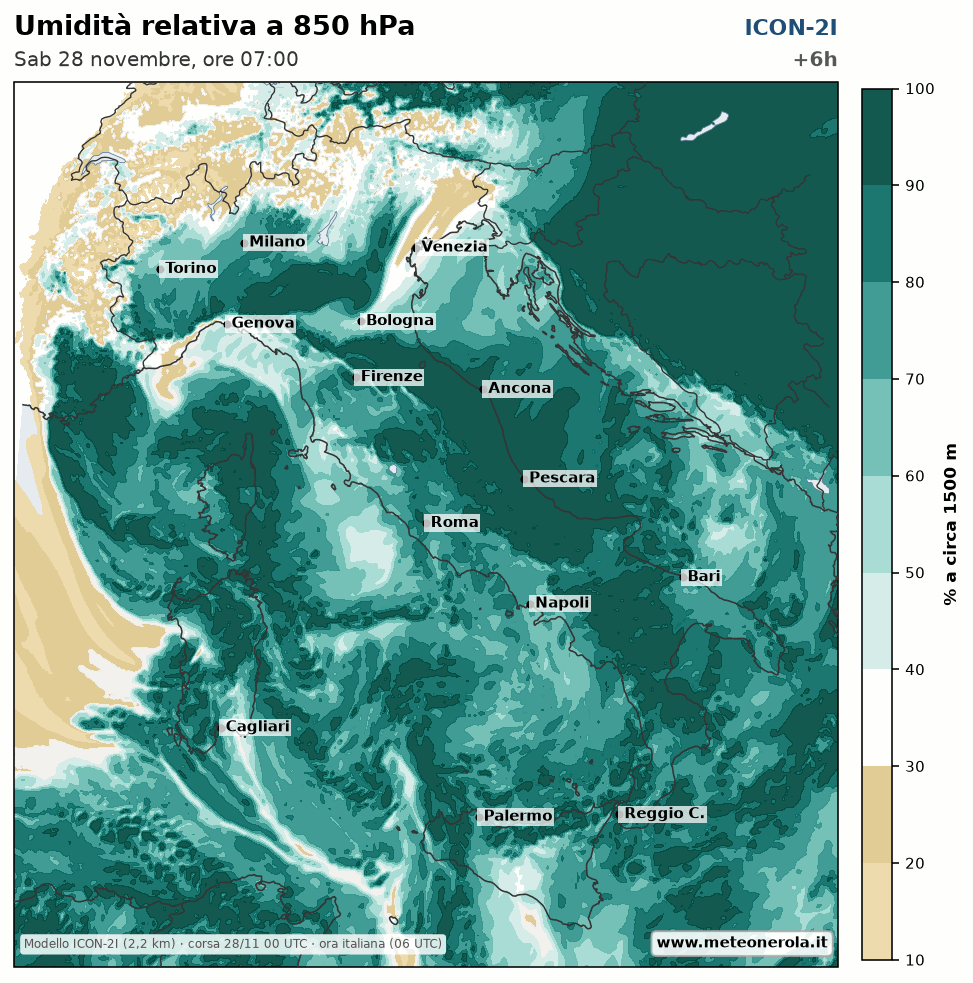 Umidità relativa a 850 hPa
ICON-2I
Sab 28 novembre, ore 07:00
+6h
100
90
80
70
60
50
40
30
20
10
% a circa 1500 m
Milano
Venezia
Torino
Genova
Bologna
Firenze
Ancona
Pescara
Roma
Bari
Napoli
Cagliari
Palermo
Reggio C.
Modello ICON-2I (2,2 km) · corsa 28/11 00 UTC · ora italiana (06 UTC)
www.meteonerola.it